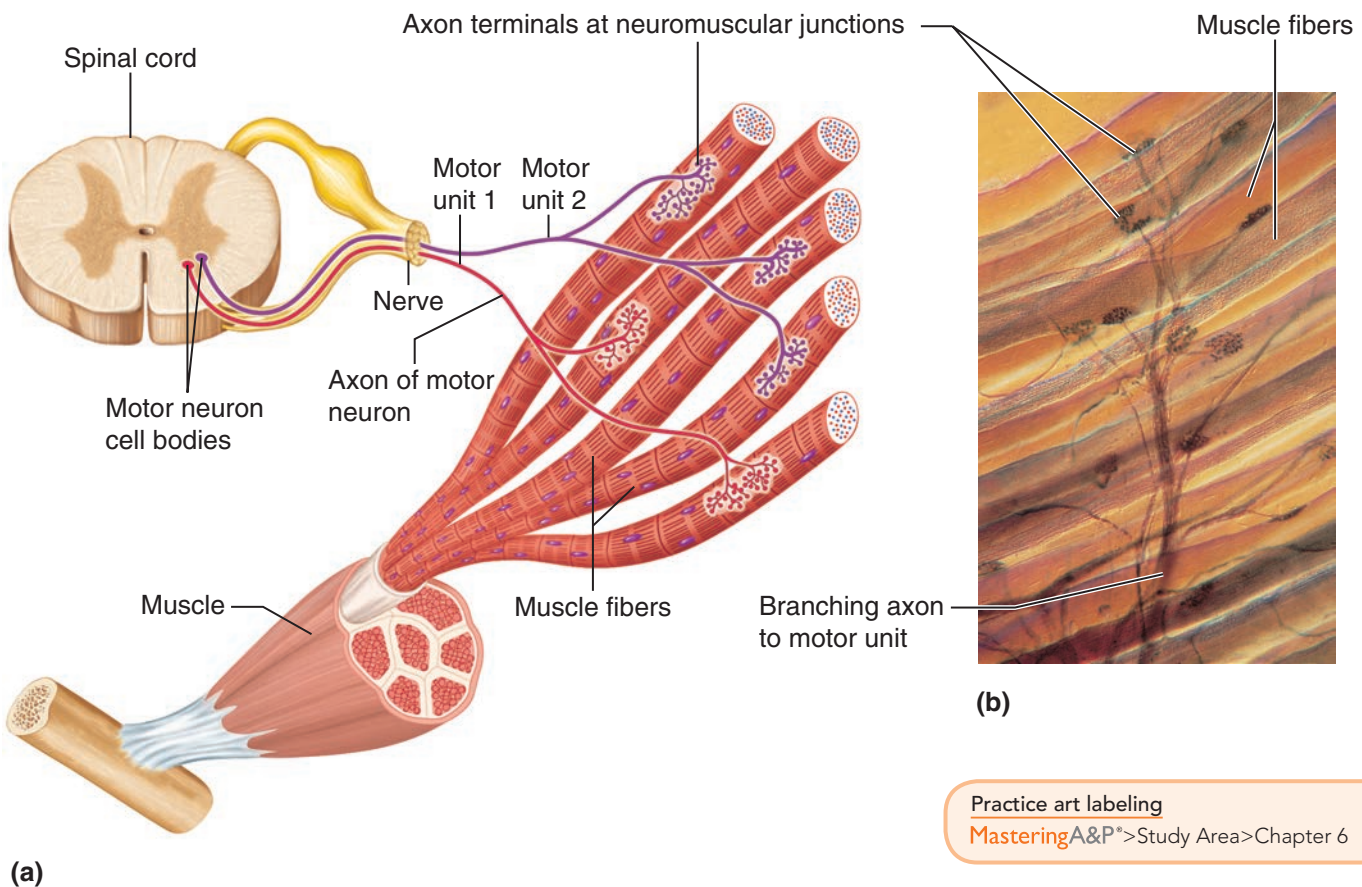 Axon terminals at neuromuscular junctions
Muscle fibers
Spinal cord
Motor
unit 1
Motor
unit 2
Nerve
Axon of motor
neuron
Motor neuron
cell bodies
Muscle
Muscle fibers
Branching axon
to motor unit
(b)
Practice art labeling
MasteringA&P®>Study Area>Chapter 6
(a)